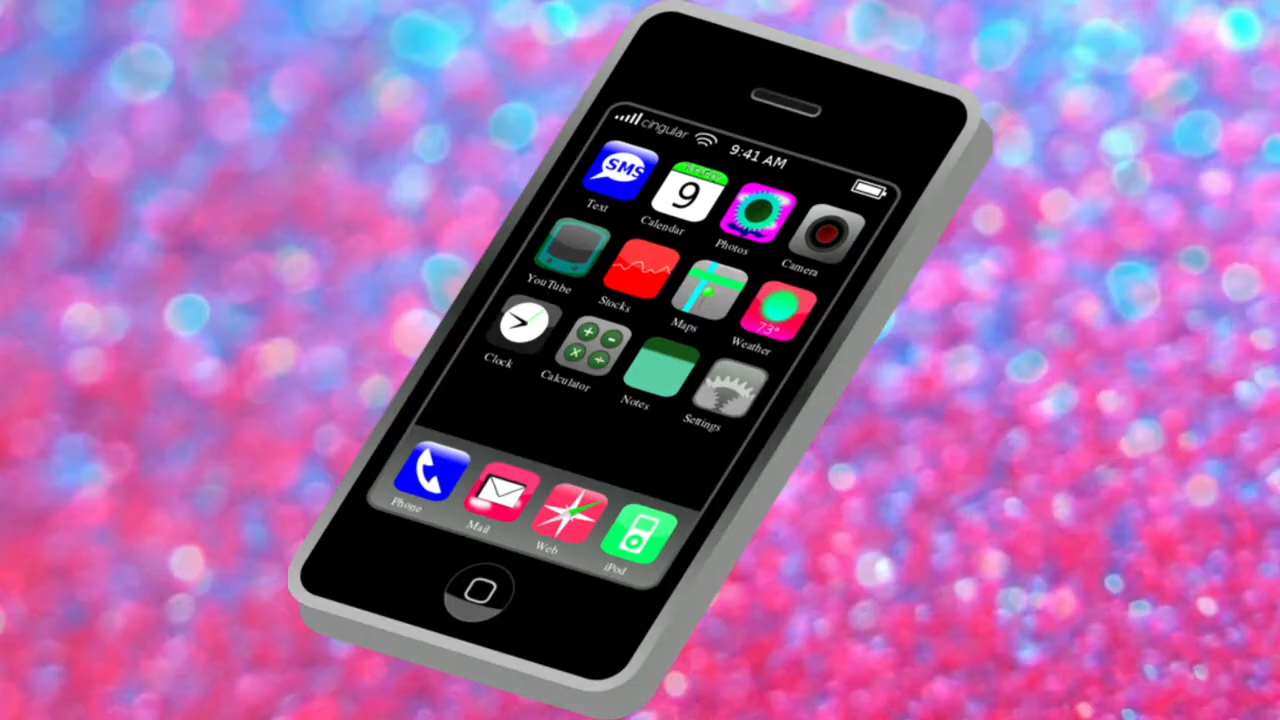 cingular 9:41 AM
SMS
9
Text Calendar Photos Camera
73°
YouTube Stocks Maps Weather
Clock Calculator Notes Settings
Phone Mail Web iPod